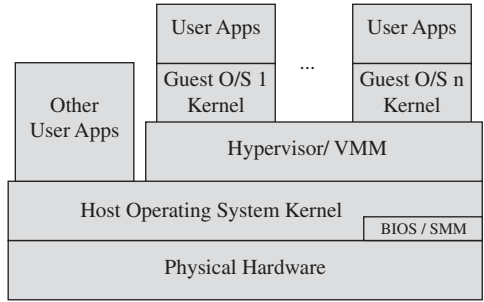 User Apps
User Apps
Guest O/S 1
Kernel
...
Guest O/S n
Kernel
Other
User Apps
Hypervisor/ VMM
Host Operating System Kernel
BIOS / SMM
Physical Hardware